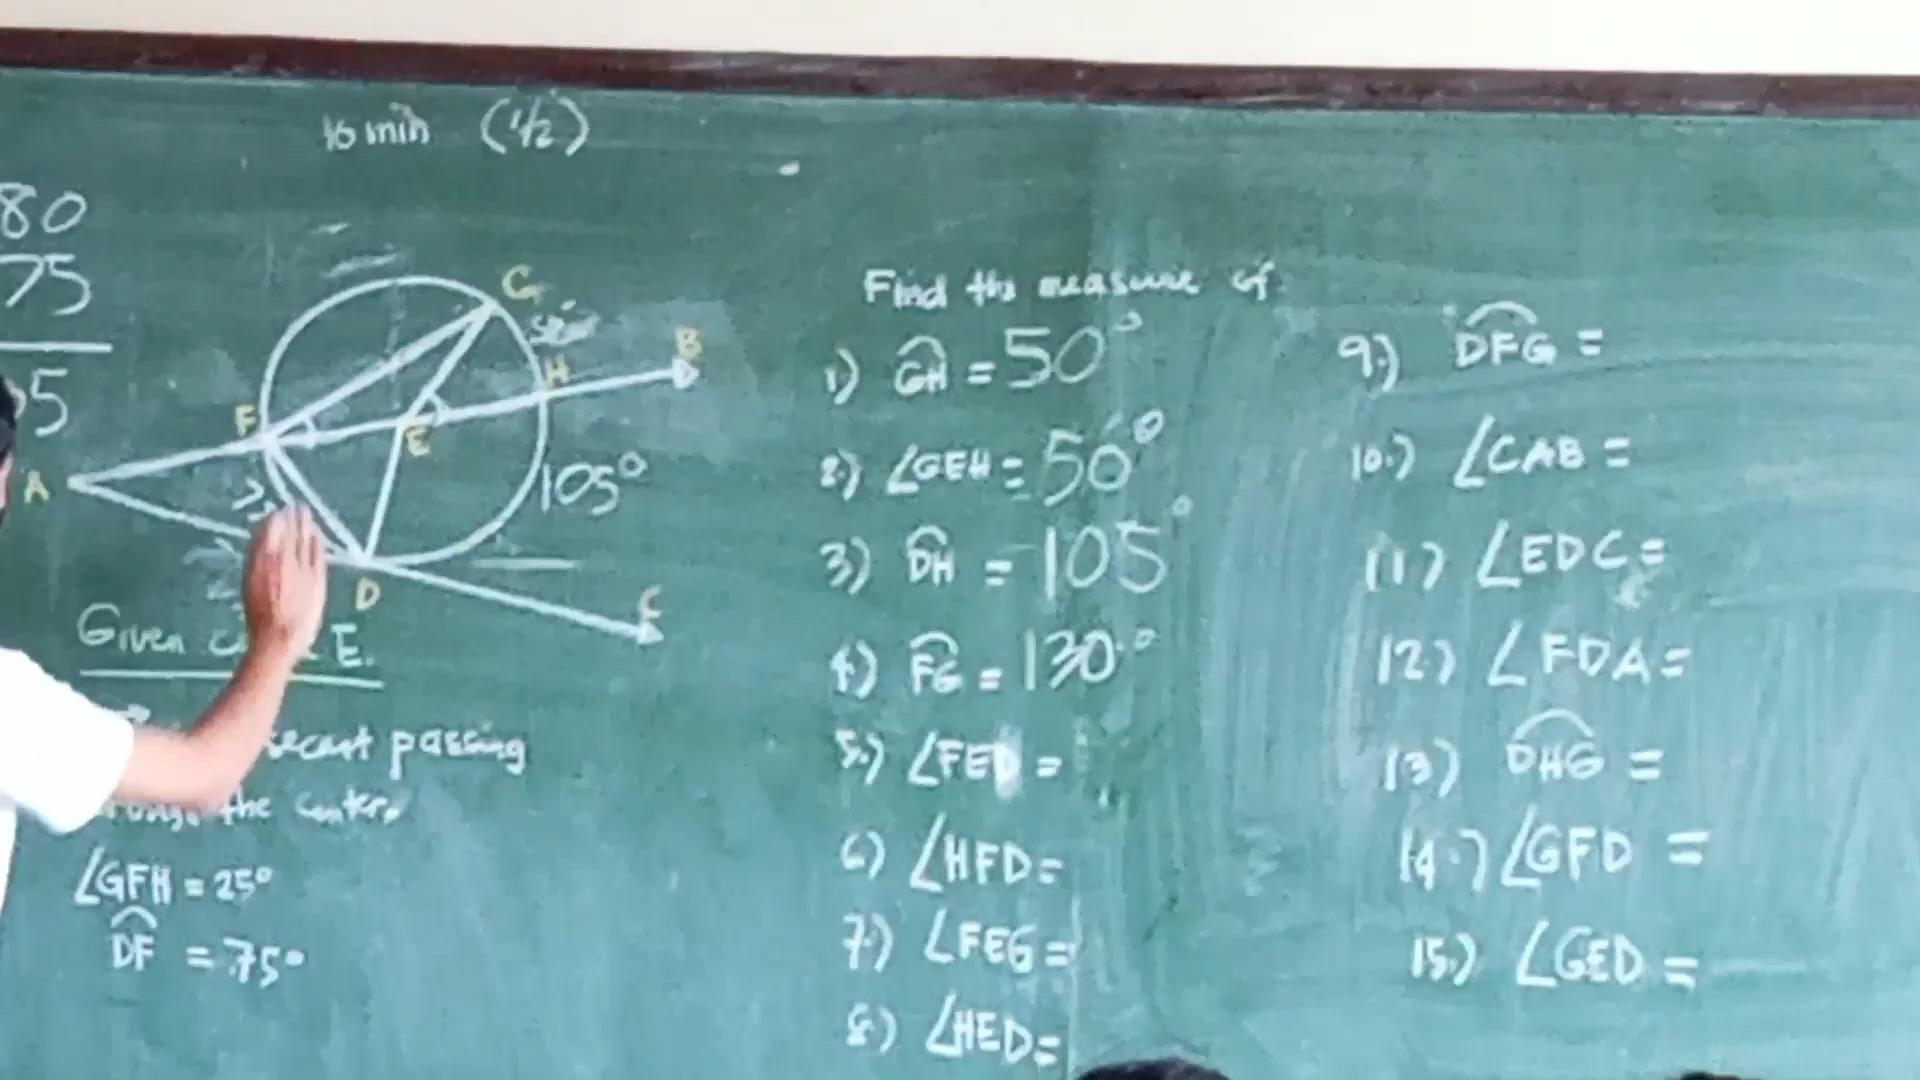 16 min (1/2)
80
75
5
G
B
H
F
E
A
105°
D
C
Given E.
secant passing
the center
∠GFH = 25°
DF = 75°
Find the measure of
1.) GH = 50°
2.) ∠GEH = 50°
3.) DH = 105°
4.) FG = 130°
5.) ∠FED =
6.) ∠HFD =
7.) ∠FEG =
8.) ∠HED =
9.) DFG =
10.) ∠CAB =
11.) ∠EDC =
12.) ∠FDA =
13.) DHG =
14.) ∠GFD =
15.) ∠GED =